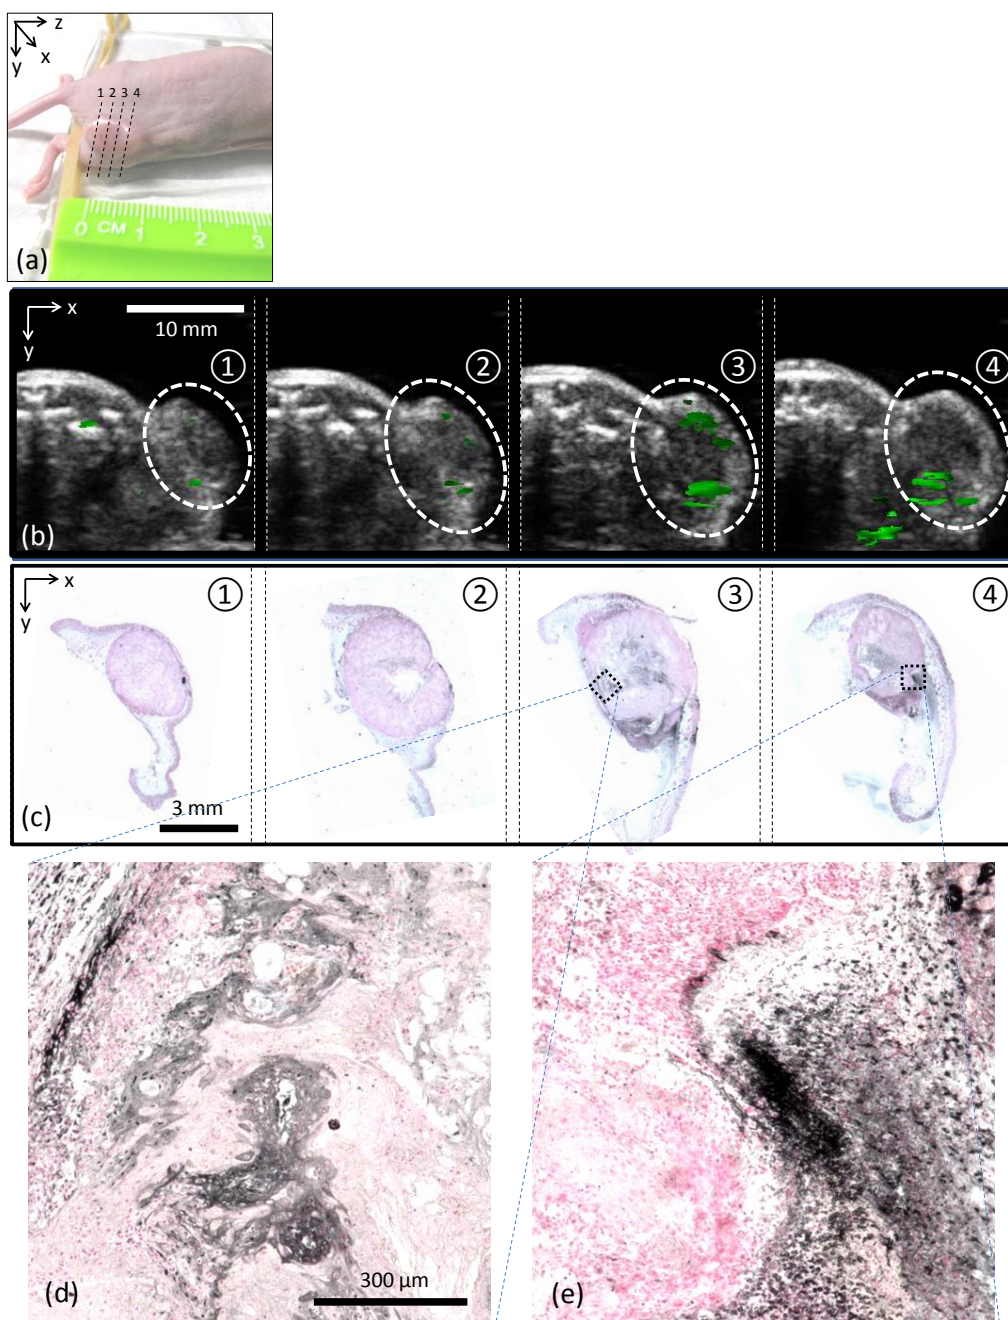 z
x
y
1 2 3 4
0 CM 1 2 3
(a)
x
y
10 mm
① ② ③ ④
(b)
x
y
① ② ③ ④
3 mm
(c)
300 µm
(d) (e)